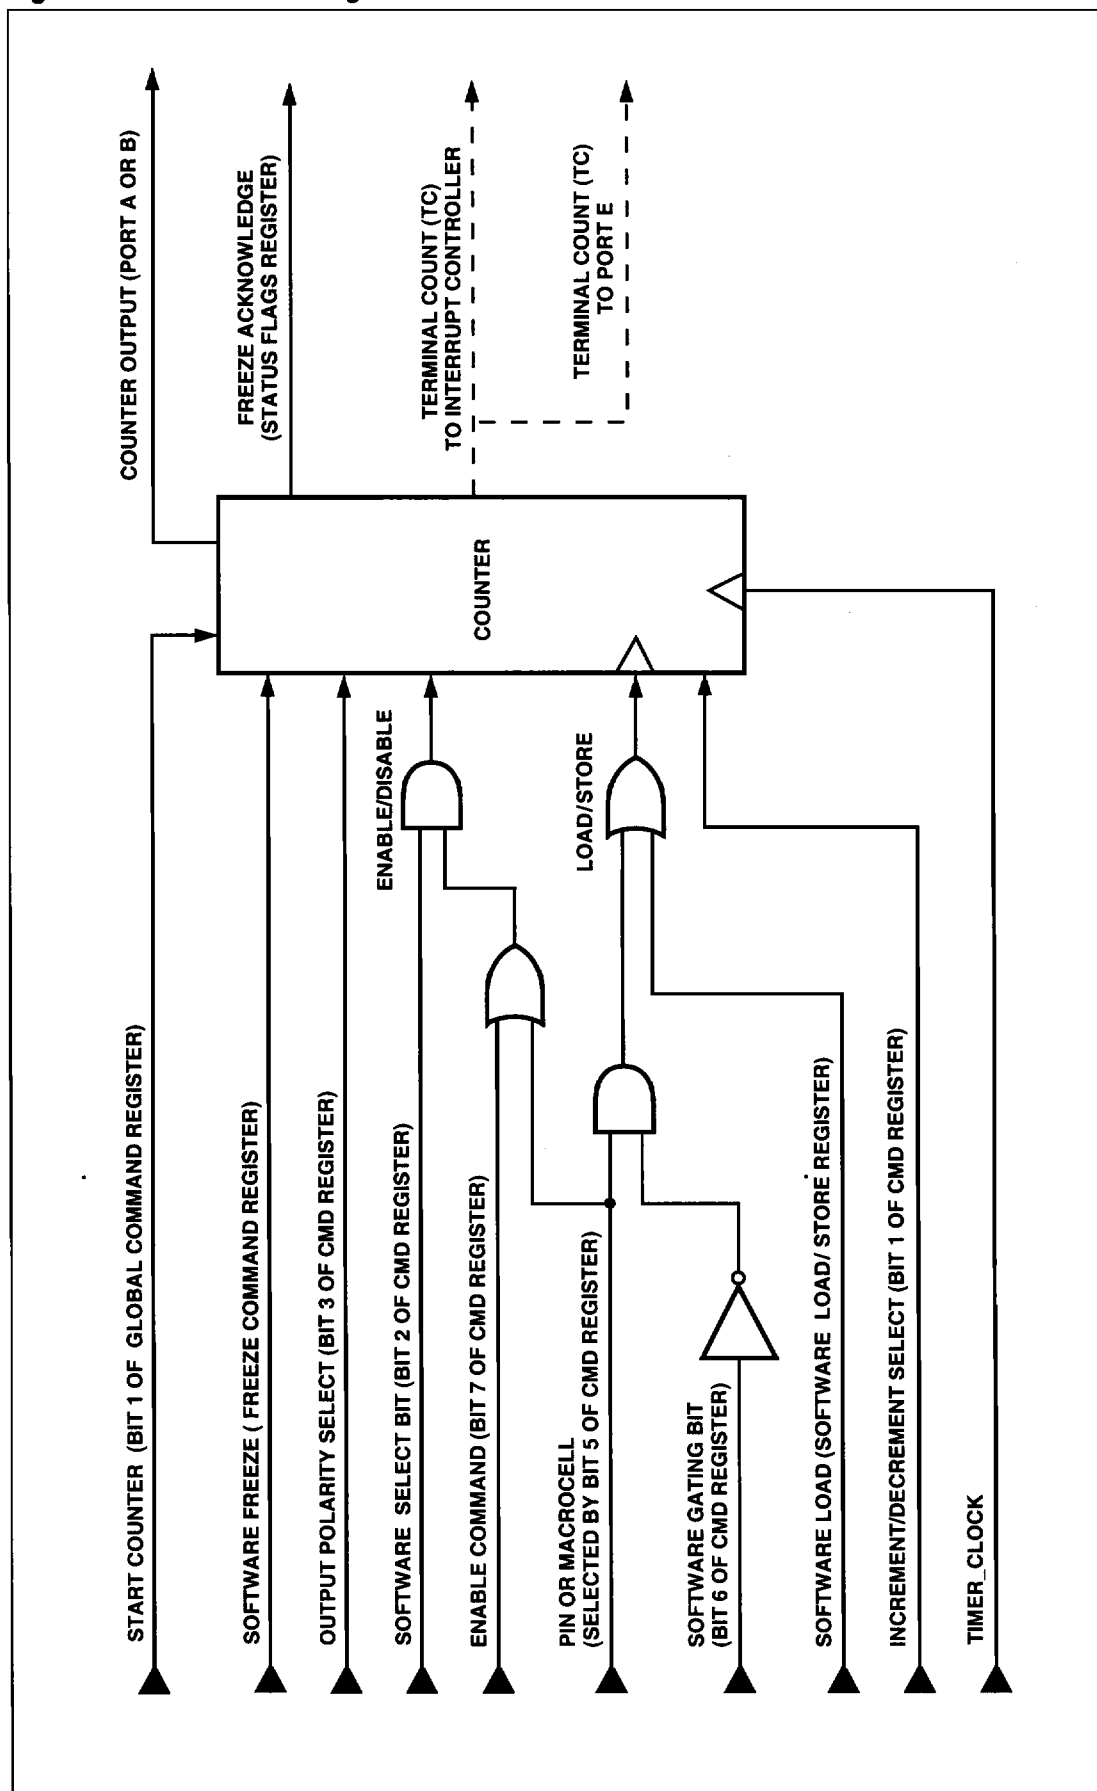 START COUNTER (BIT 1 OF GLOBAL COMMAND REGISTER)
SOFTWARE FREEZE ( FREEZE COMMAND REGISTER)
OUTPUT POLARITY SELECT (BIT 3 OF CMD REGISTER)
SOFTWARE SELECT BIT (BIT 2 OF CMD REGISTER)
ENABLE COMMAND (BIT 7 OF CMD REGISTER)
PIN OR MACROCELL
(SELECTED BY BIT 5 OF CMD REGISTER)
SOFTWARE GATING BIT
(BIT 6 OF CMD REGISTER)
SOFTWARE LOAD (SOFTWARE LOAD/ STORE REGISTER)
INCREMENT/DECREMENT SELECT (BIT 1 OF CMD REGISTER)
TIMER_CLOCK
ENABLE/DISABLE
LOAD/STORE
COUNTER
COUNTER OUTPUT (PORT A OR B)
FREEZE ACKNOWLEDGE
(STATUS FLAGS REGISTER)
TERMINAL COUNT (TC)
TO INTERRUPT CONTROLLER
TERMINAL COUNT (TC)
TO PORT E